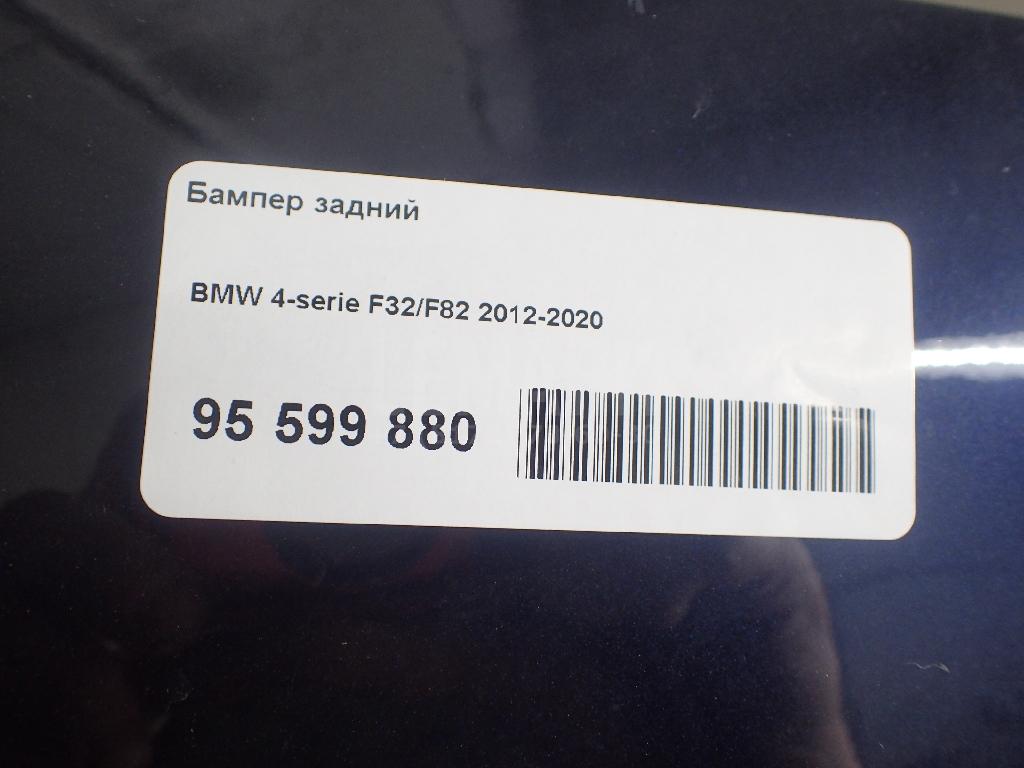 Бампер задний
BMW 4-serie F32/F82 2012-2020
95 599 880